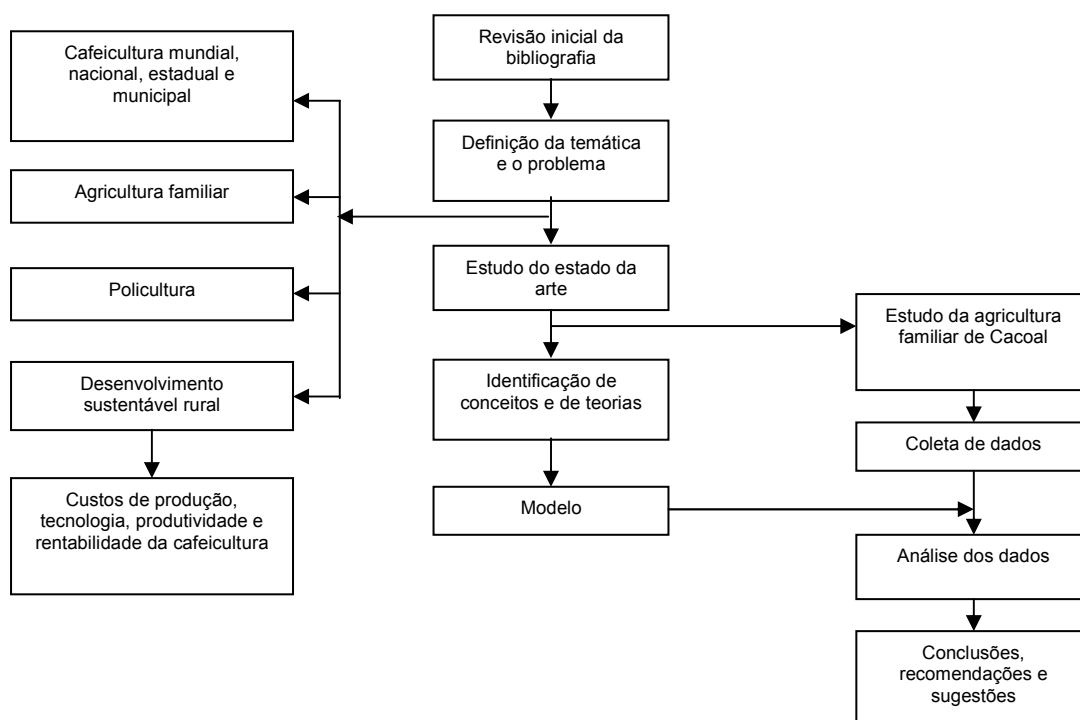 Revisão inicial da
bibliografia
Cafeicultura mundial,
nacional, estadual e
municipal
Definição da temática
e o problema
Agricultura familiar
Estudo do estado da
arte
Policultura
Estudo da agricultura
familiar de Cacoal
Identificação de
conceitos e de teorias
Desenvolvimento
sustentável rural
Coleta de dados
Custos de produção,
tecnologia, produtividade e
rentabilidade da cafeicultura
Modelo
Análise dos dados
Conclusões,
recomendações e
sugestões